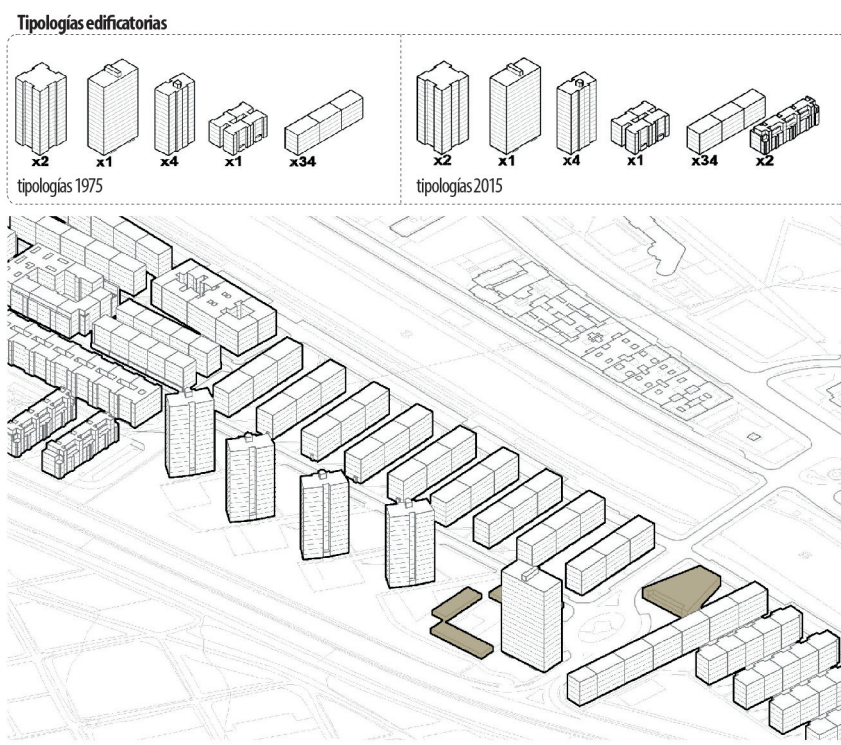 Tipologías edificatorias
x2 x1 x4 x1 x34
tipologías 1975
x2 x1 x4 x1 x34 x2
tipologías 2015